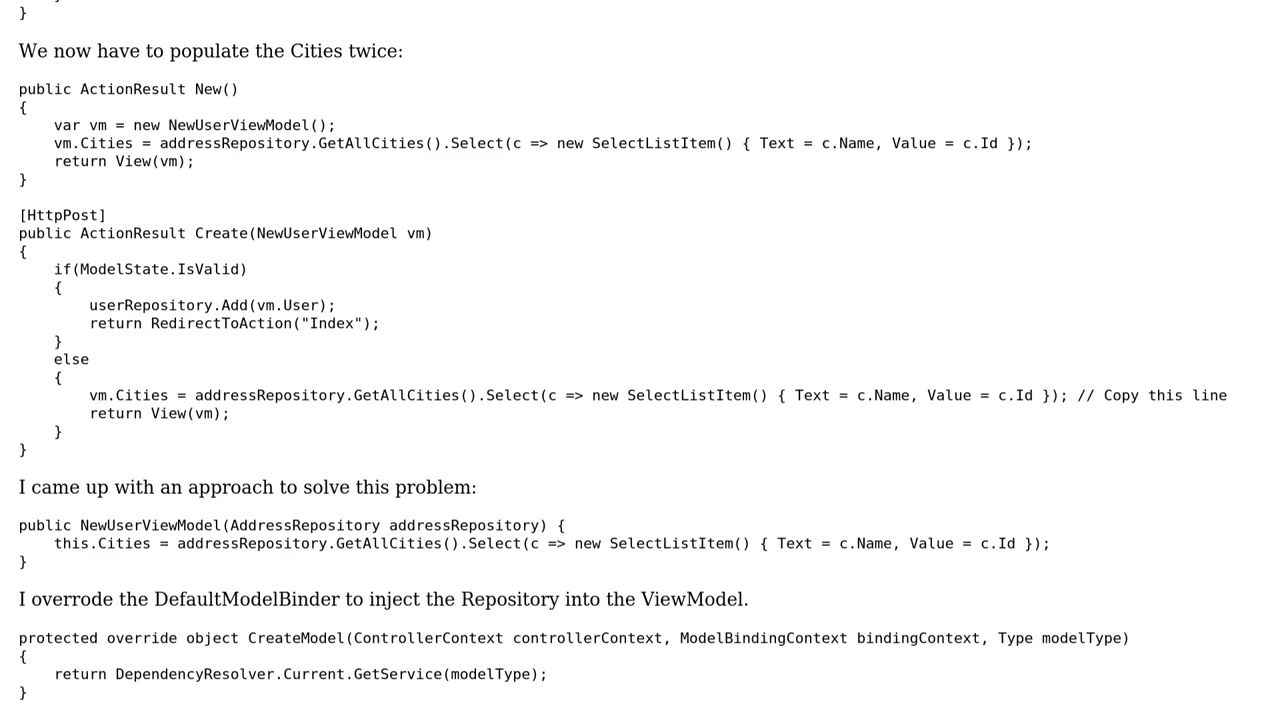 }
We now have to populate the Cities twice:
public ActionResult New()
{
    var vm = new NewUserViewModel();
    vm.Cities = addressRepository.GetAllCities().Select(c => new SelectListItem() { Text = c.Name, Value = c.Id });
    return View(vm);
}

[HttpPost]
public ActionResult Create(NewUserViewModel vm)
{
    if(ModelState.IsValid)
    {
        userRepository.Add(vm.User);
        return RedirectToAction("Index");
    }
    else
    {
        vm.Cities = addressRepository.GetAllCities().Select(c => new SelectListItem() { Text = c.Name, Value = c.Id }); // Copy this line
        return View(vm);
    }
}
I came up with an approach to solve this problem:
public NewUserViewModel(AddressRepository addressRepository) {
    this.Cities = addressRepository.GetAllCities().Select(c => new SelectListItem() { Text = c.Name, Value = c.Id });
}
I overrode the DefaultModelBinder to inject the Repository into the ViewModel.
protected override object CreateModel(ControllerContext controllerContext, ModelBindingContext bindingContext, Type modelType)
{
    return DependencyResolver.Current.GetService(modelType);
}